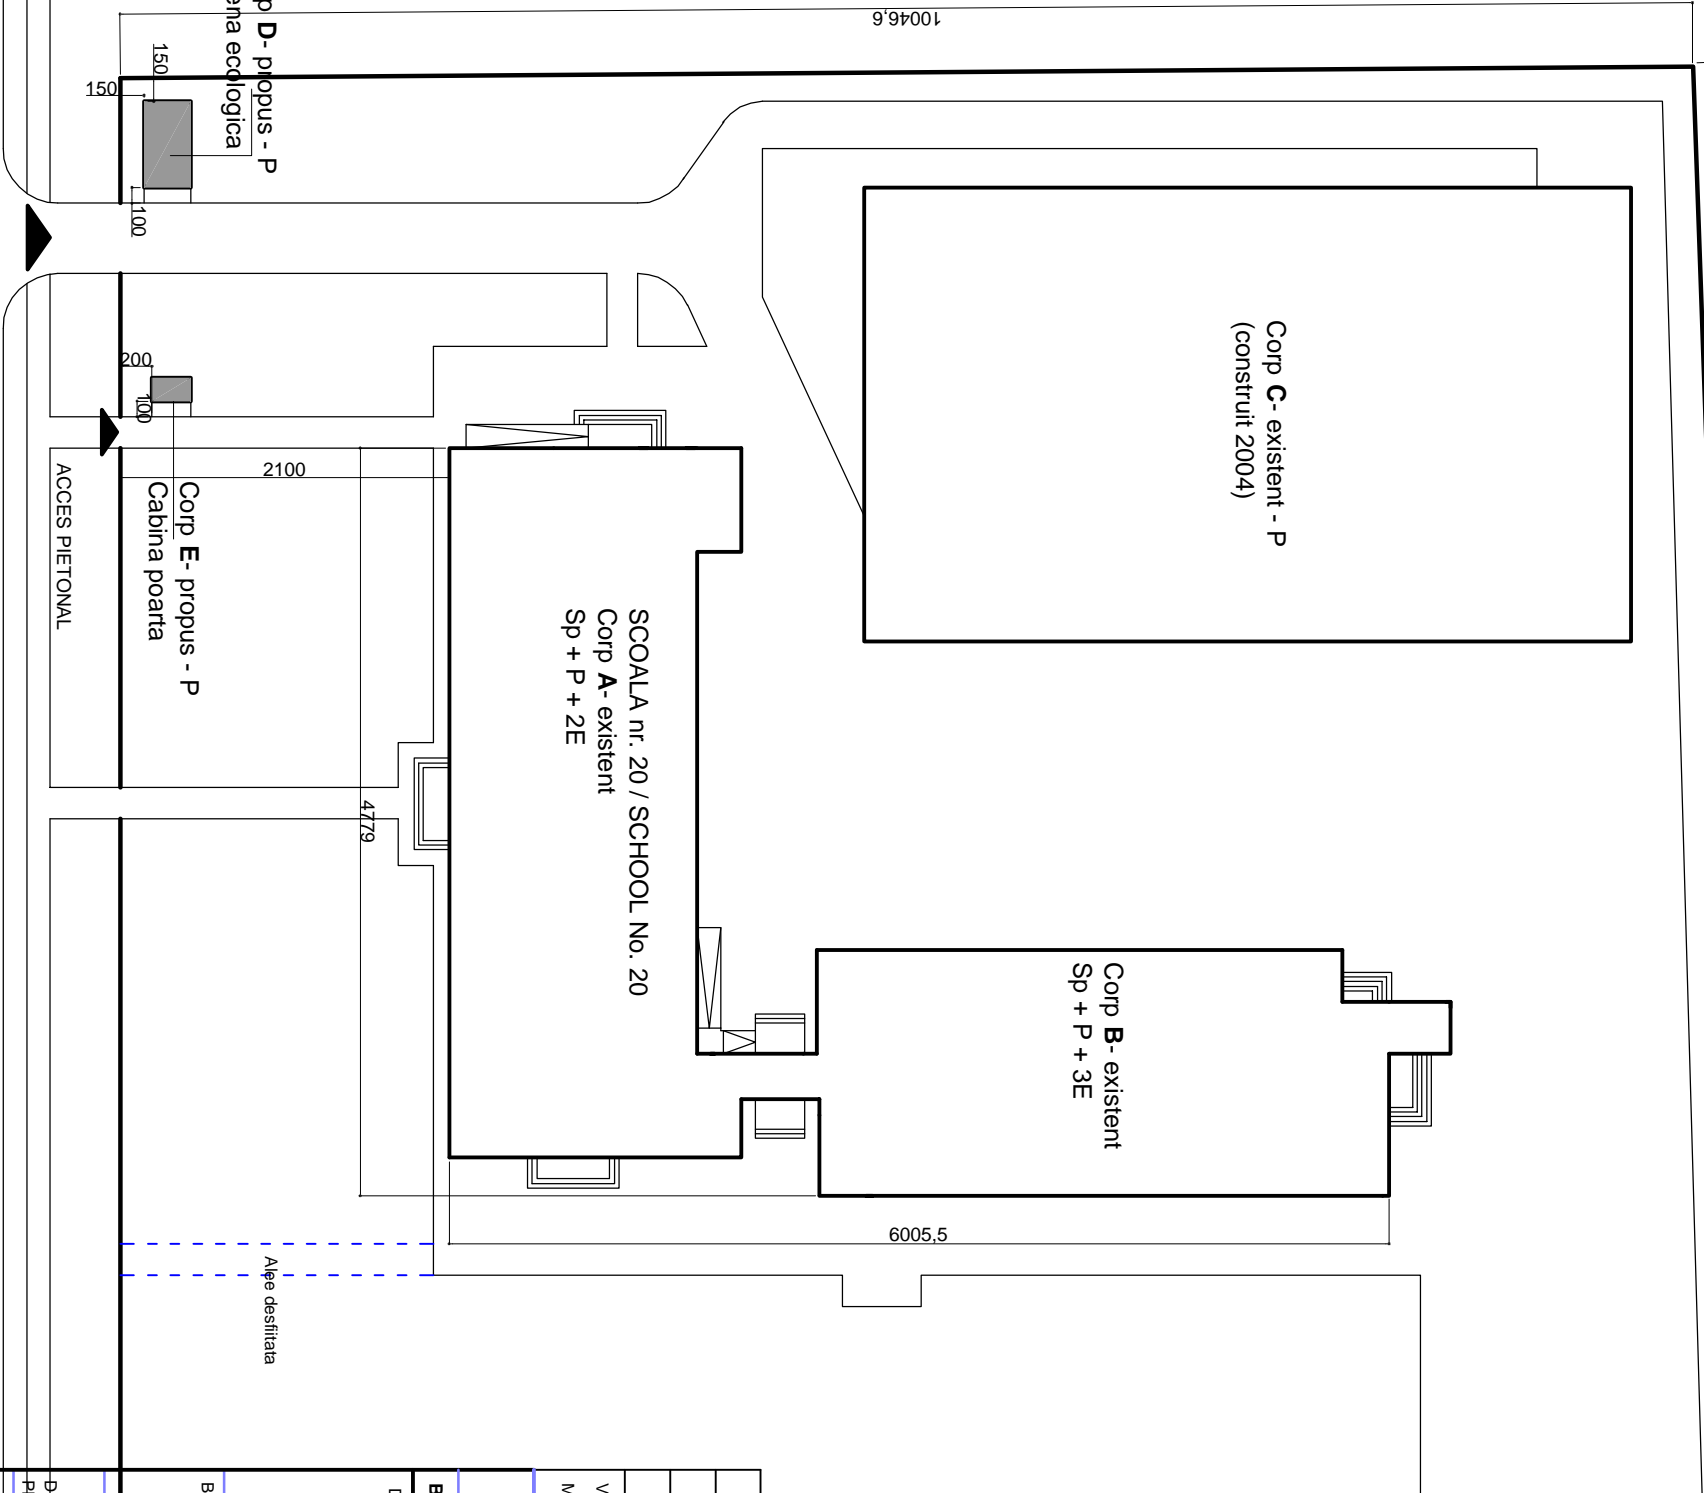 10046,6
D- propus - P
ecologica
150
150
100
200
100
2100
Corp E- propus - P
Cabina poarta
ACCES PIETONAL
Corp C- existent - P
(construit 2004)
SCOALA nr. 20 / SCHOOL No. 20
Corp A- existent
Sp + P + 2E
4779
Corp B- existent
Sp + P + 3E
6005,5
Alee desfiitata